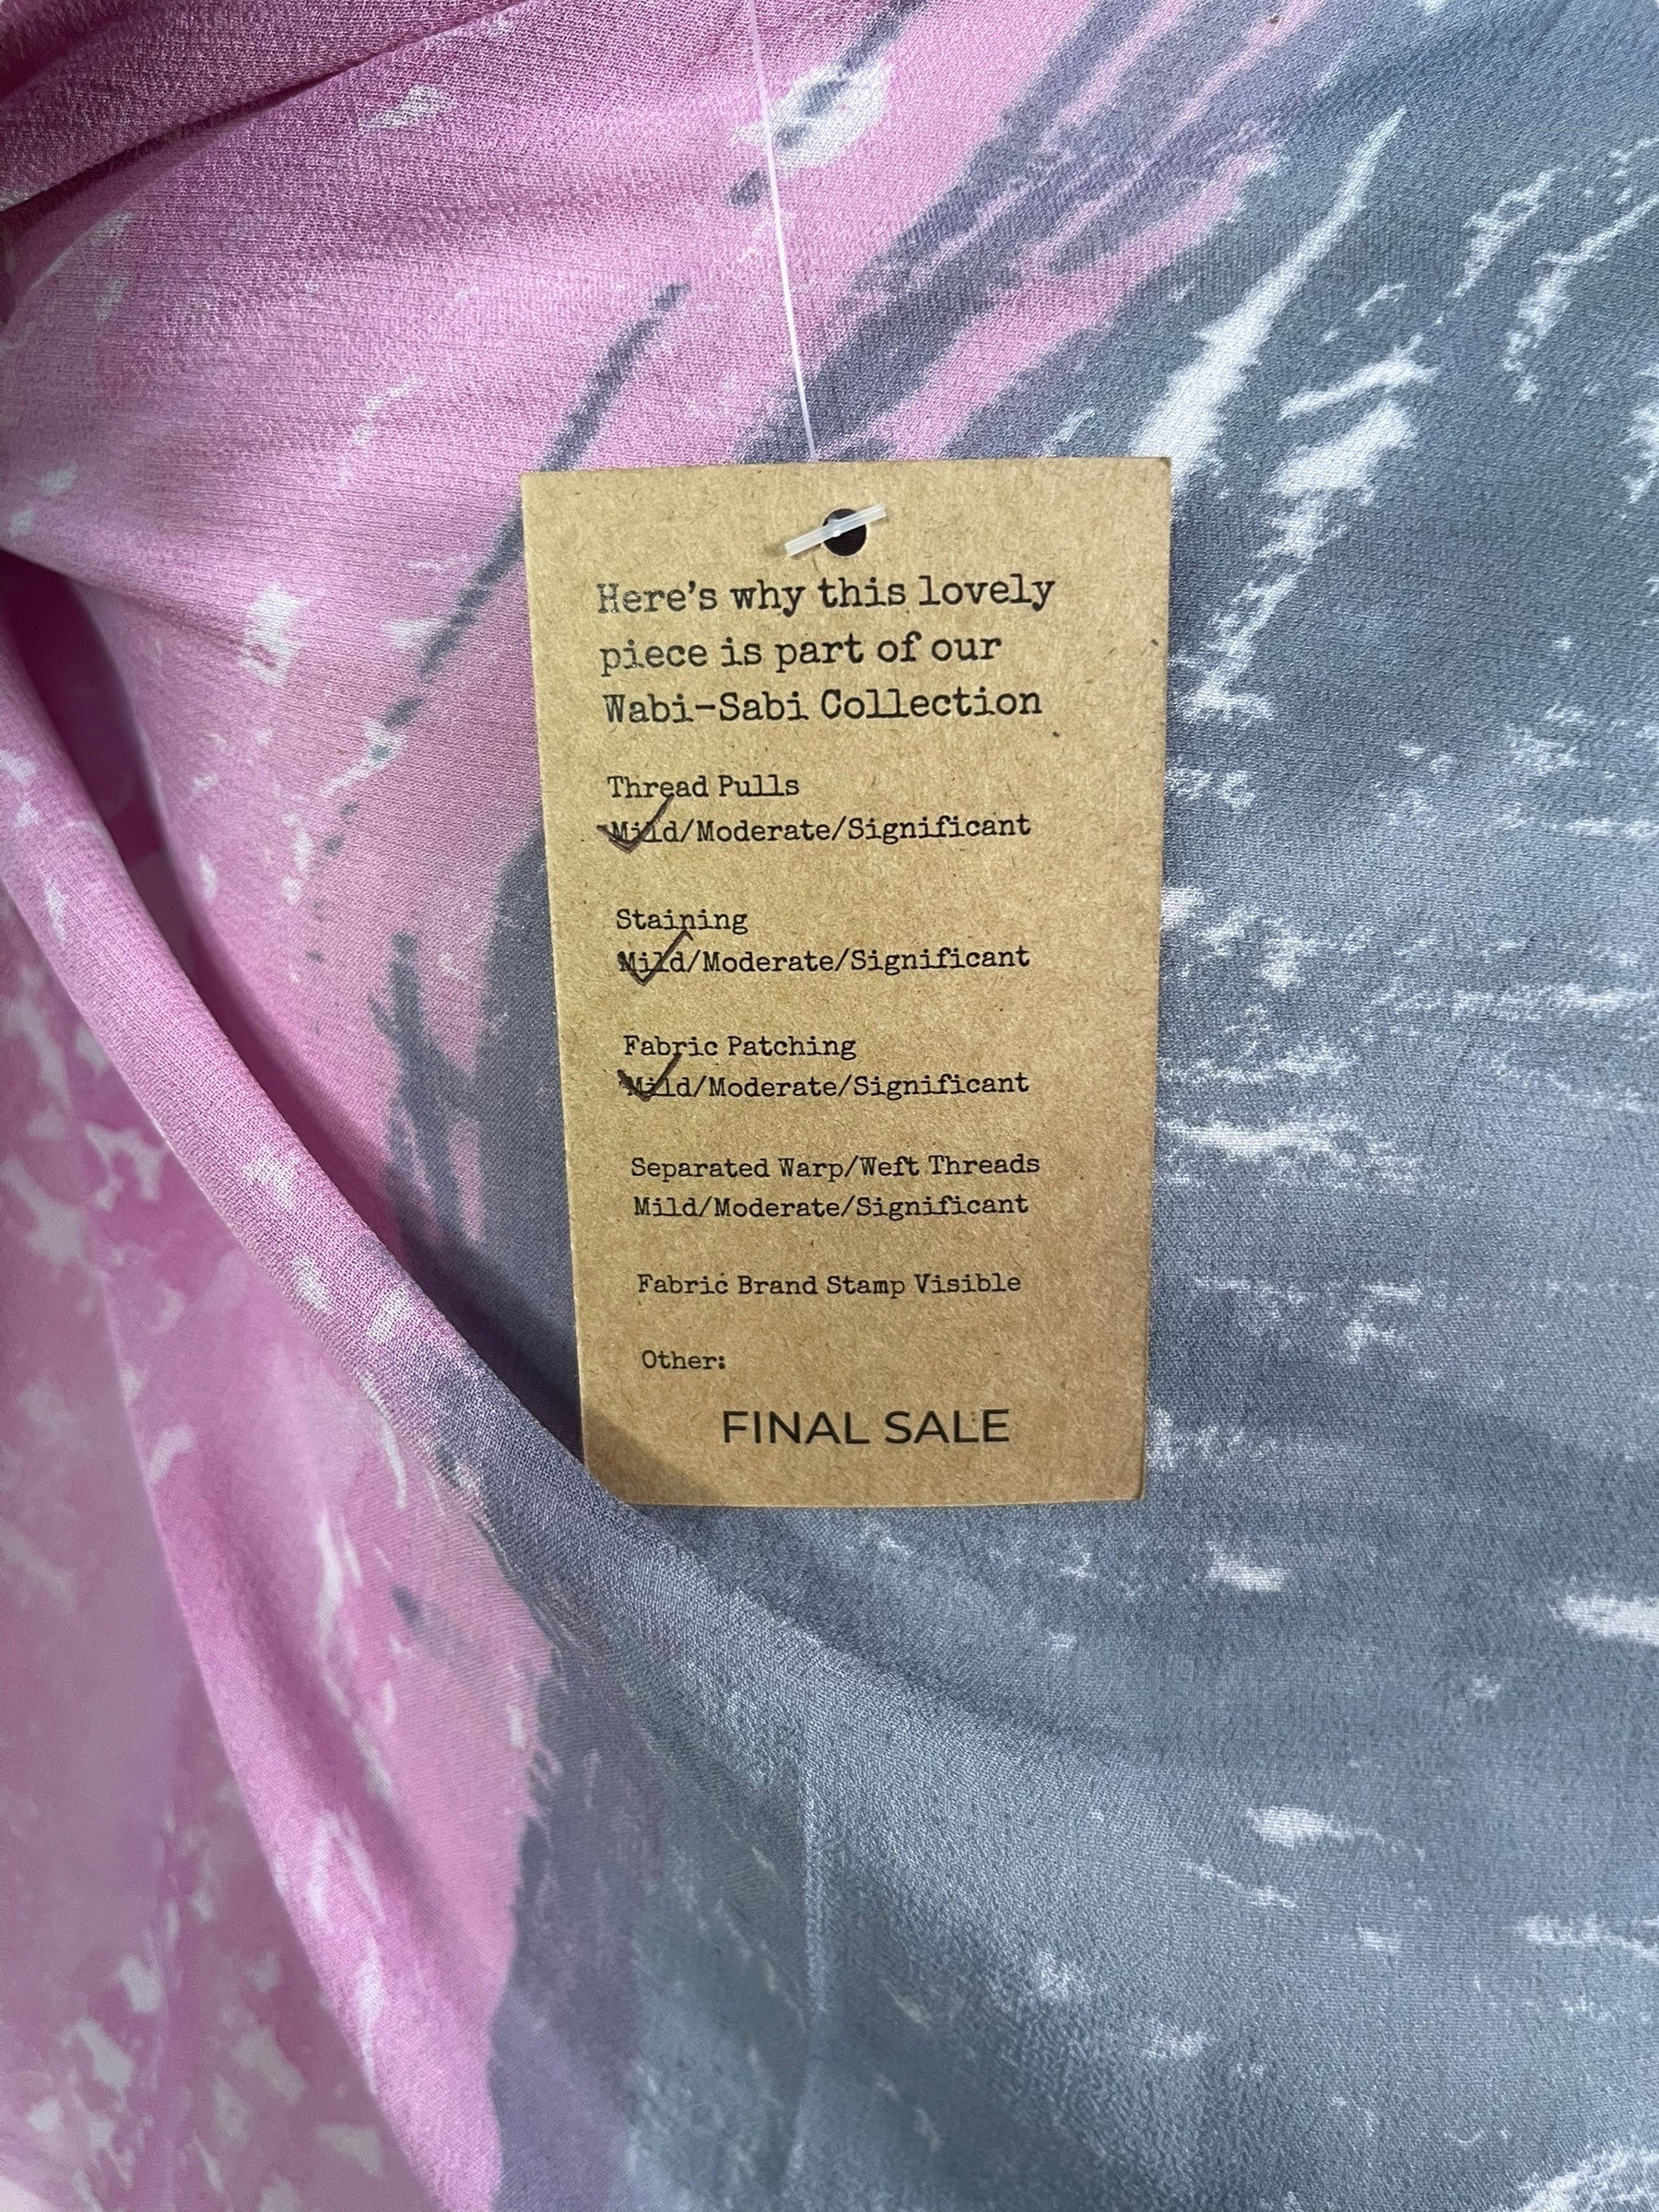 Here's why this lovely
piece is part of our
Wabi-Sabi Collection
Thread Pulls
Mild/Moderate/Significant
Staining
Mild/Moderate/Significant
Fabric Patching
Mild/Moderate/Significant
Separated Warp/Weft Threads
Mild/Moderate/Significant
Fabric Brand Stamp Visible
Other:
FINAL SALE